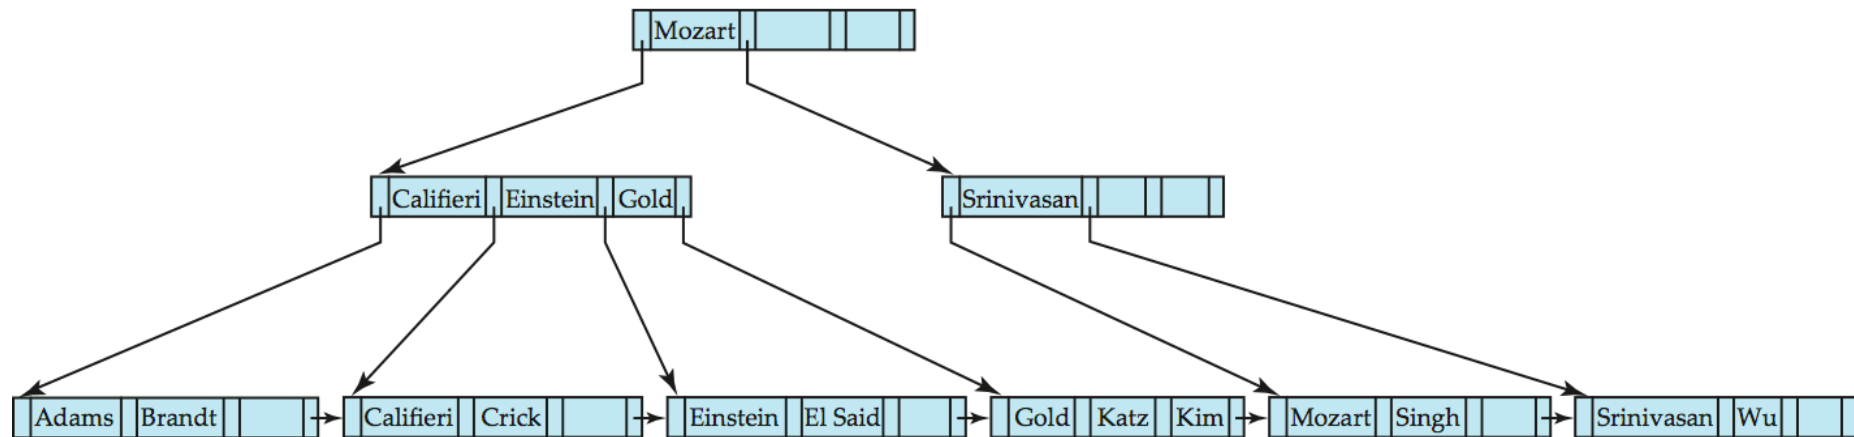 Mozart
Califieri Einstein Gold Srinivasan
Adams Brandt Califieri Crick Einstein El Said Gold Katz Kim Mozart Singh Srinivasan Wu